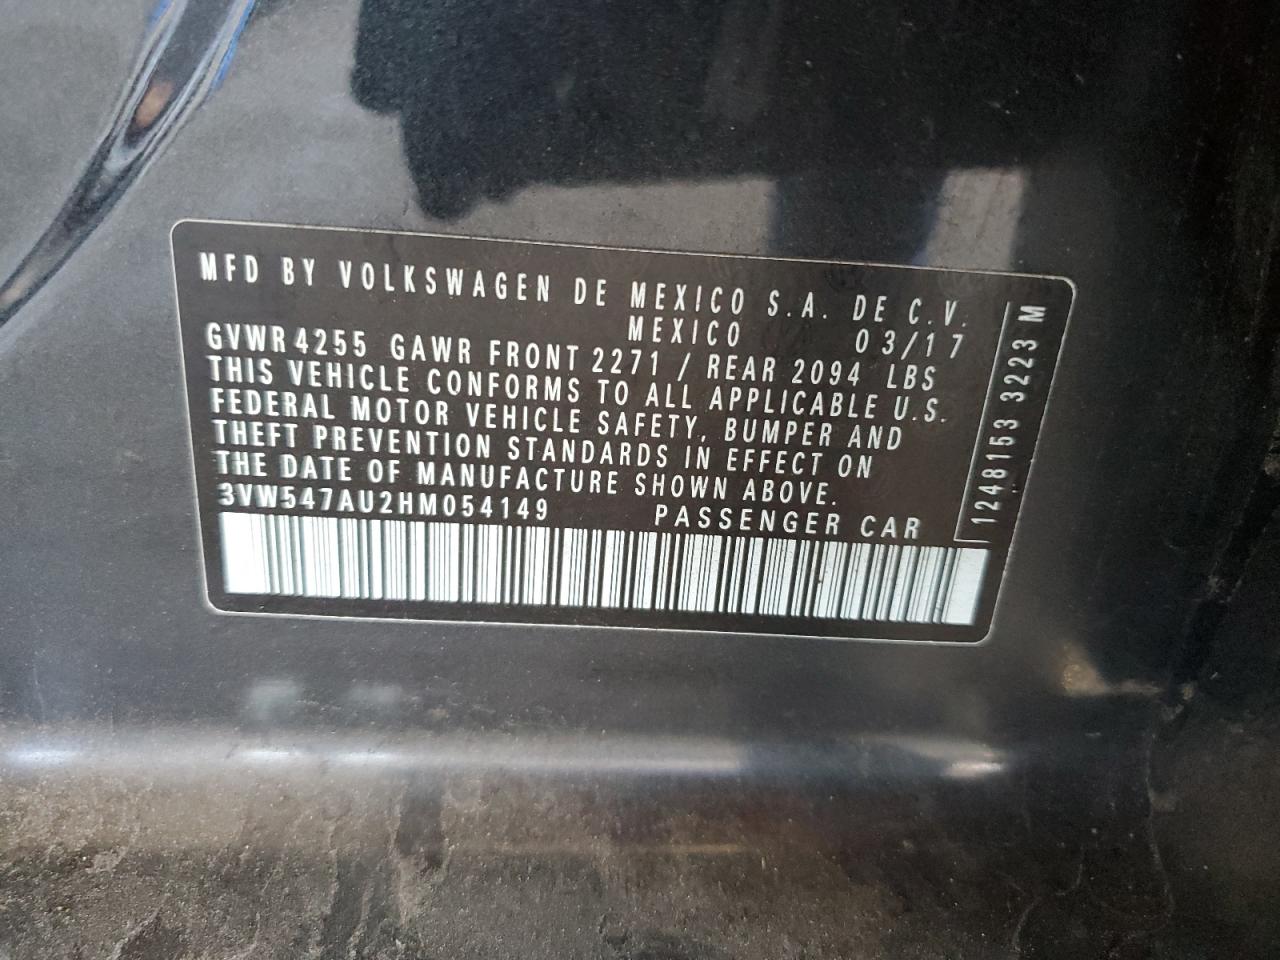 MFD BY VOLKSWAGEN DE MEXICO S.A. DE C.V.
MEXICO 03/17
GVWR 4255 GAWR FRONT 2271 / REAR 2094 LBS
THIS VEHICLE CONFORMS TO ALL APPLICABLE U.S.
FEDERAL MOTOR VEHICLE SAFETY, BUMPER AND
THEFT PREVENTION STANDARDS IN EFFECT ON
THE DATE OF MANUFACTURE SHOWN ABOVE.
3VW547AU2HM054149 PASSENGER CAR
1248153 3223 M